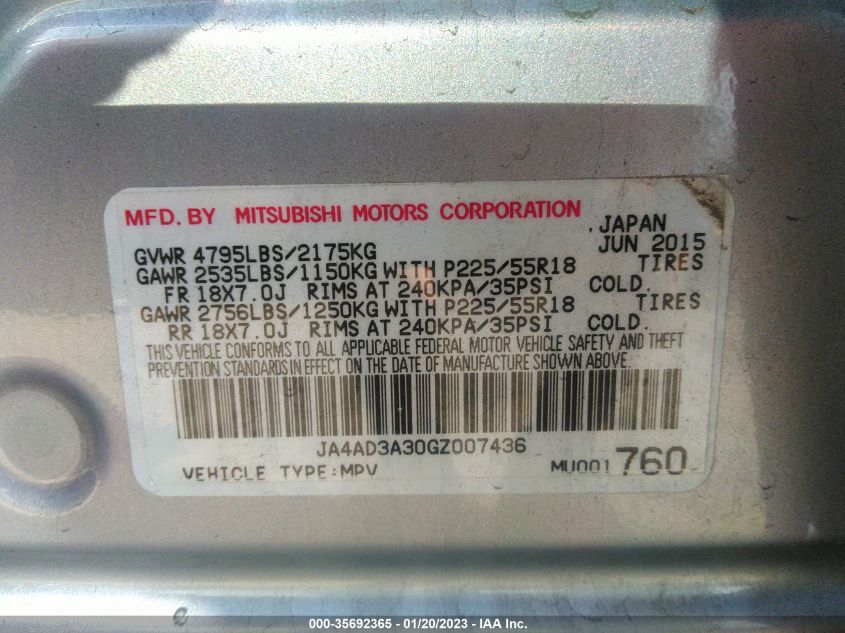 MFD. BY MITSUBISHI MOTORS CORPORATION
, JAPAN
GVWR 4795LBS/2175KG JUN 2015
GAWR 2535LBS/1150KG WITH P225/55R18 TIRES
FR 18X7.0J RIMS AT 240KPA/35PSI COLD.
GAWR 2756LBS/1250KG WITH P225/55R18 TIRES
RR 18X7.0J RIMS AT 240KPA/35PSI COLD.
THIS VEHICLE CONFORMS TO ALL APPLICABLE FEDERAL MOTOR VEHICLE SAFETY AND THEFT
PREVENTION STANDARDS IN EFFECT ON THE DATE OF MANUFACTURE SHOWN ABOVE.
JA4AD3A30GZ007436
VEHICLE TYPE:MPV MU001760
000-35692365 / 01/20/2023 - IAA Inc.